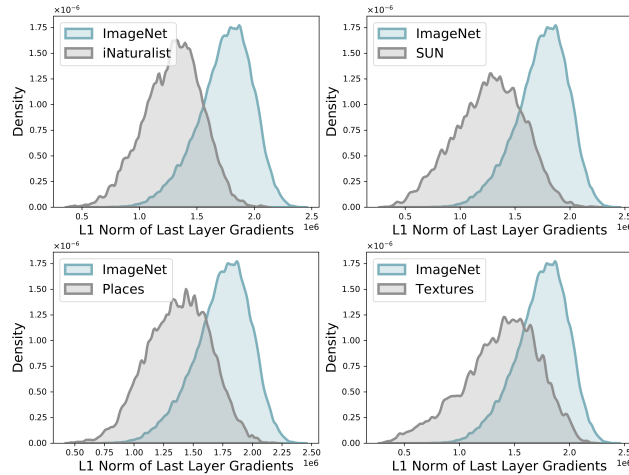 ×10⁻⁶ ×10⁻⁶
1.75 ImageNet 1.75 ImageNet
iNaturalist SUN
1.50 1.50
1.25 1.25
Density 1.00 Density 1.00
0.75 0.75
0.50 0.50
0.25 0.25
0.00 0.00
0.5 1.0 1.5 2.0 2.5 0.5 1.0 1.5 2.0 2.5
L1 Norm of Last Layer Gradients 1e6 L1 Norm of Last Layer Gradients 1e6
×10⁻⁶ ×10⁻⁶
1.75 ImageNet 1.75 ImageNet
Places Textures
1.50 1.50
1.25 1.25
Density 1.00 Density 1.00
0.75 0.75
0.50 0.50
0.25 0.25
0.00 0.00
0.50 0.75 1.00 1.25 1.50 1.75 2.00 2.25 2.50 0.5 1.0 1.5 2.0 2.5
L1 Norm of Last Layer Gradients 1e6 L1 Norm of Last Layer Gradients 1e6